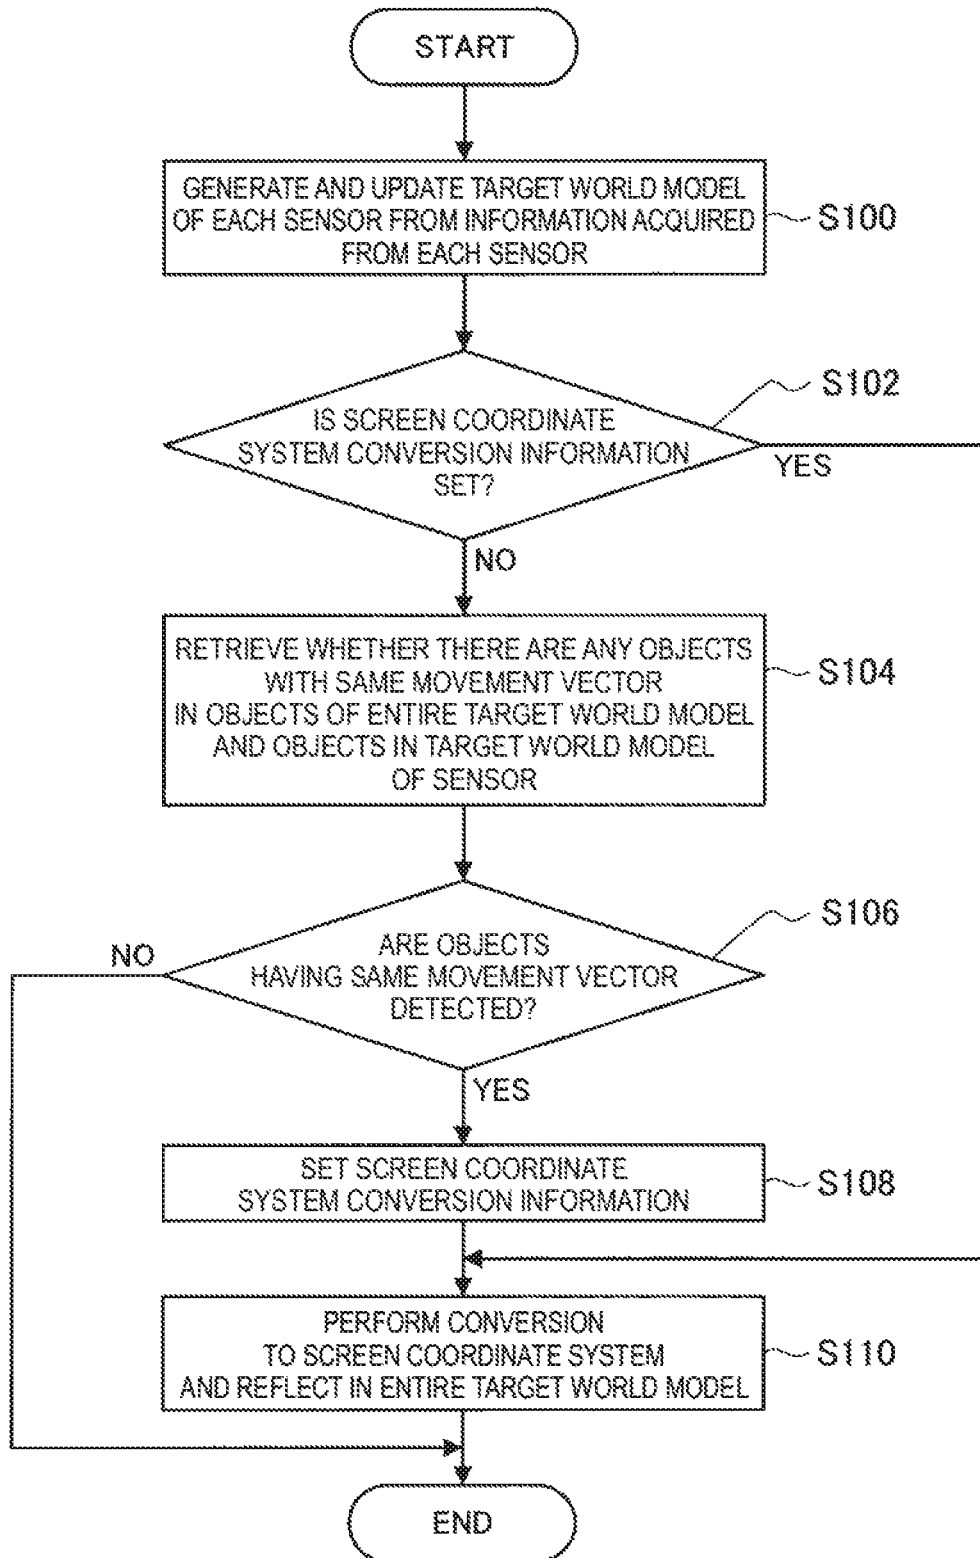 START
GENERATE AND UPDATE TARGET WORLD MODEL
OF EACH SENSOR FROM INFORMATION ACQUIRED
FROM EACH SENSOR
S100
S102
IS SCREEN COORDINATE
SYSTEM CONVERSION INFORMATION
SET?
YES
NO
RETRIEVE WHETHER THERE ARE ANY OBJECTS
WITH SAME MOVEMENT VECTOR
IN OBJECTS OF ENTIRE TARGET WORLD MODEL
AND OBJECTS IN TARGET WORLD MODEL
OF SENSOR
S104
S106
ARE OBJECTS
HAVING SAME MOVEMENT VECTOR
DETECTED?
NO
YES
SET SCREEN COORDINATE
SYSTEM CONVERSION INFORMATION
S108
PERFORM CONVERSION
TO SCREEN COORDINATE SYSTEM
AND REFLECT IN ENTIRE TARGET WORLD MODEL
S110
END